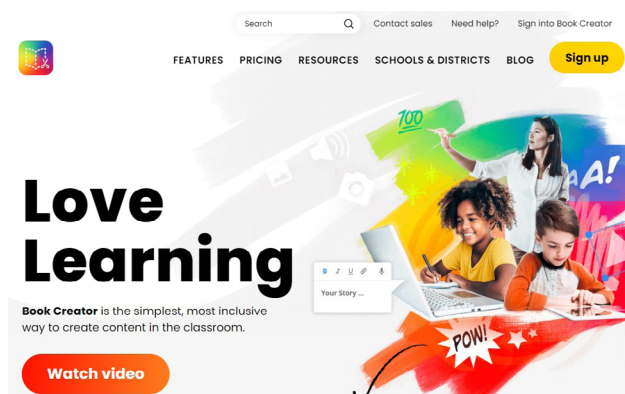 Search
Contact sales
Need help?
Sign into Book Creator
FEATURES
PRICING
RESOURCES
SCHOOLS & DISTRICTS
BLOG
Sign up
100
AA!
Love
Learning
B I U
Your Story ...
Book Creator is the simplest, most inclusive
way to create content in the classroom.
POW!
Watch video